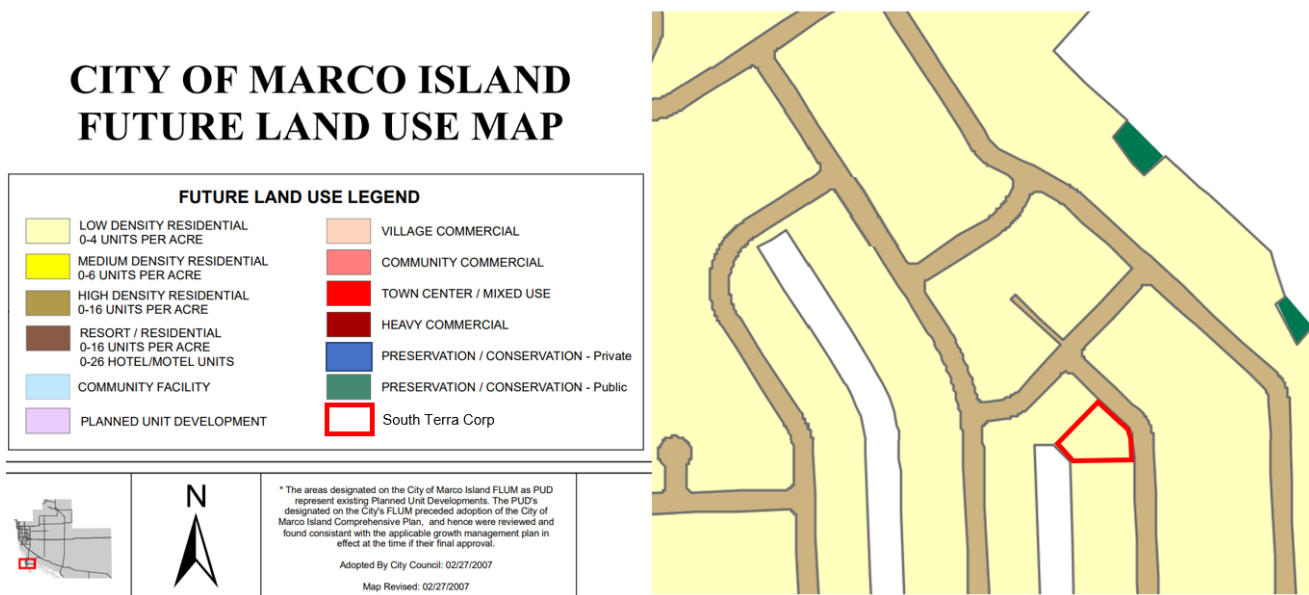 CITY OF MARCO ISLAND
FUTURE LAND USE MAP
FUTURE LAND USE LEGEND
LOW DENSITY RESIDENTIAL
0-4 UNITS PER ACRE
MEDIUM DENSITY RESIDENTIAL
0-6 UNITS PER ACRE
HIGH DENSITY RESIDENTIAL
0-16 UNITS PER ACRE
RESORT / RESIDENTIAL
0-16 UNITS PER ACRE
0-26 HOTEL/MOTEL UNITS
COMMUNITY FACILITY
PLANNED UNIT DEVELOPMENT
VILLAGE COMMERCIAL
COMMUNITY COMMERCIAL
TOWN CENTER / MIXED USE
HEAVY COMMERCIAL
PRESERVATION / CONSERVATION - Private
PRESERVATION / CONSERVATION - Public
South Terra Corp
N
* The areas designated on the City of Marco Island FLUM as PUD
represent existing Planned Unit Developments. The PUD's
designated on the City's FLUM preceded adoption of the City of
Marco Island Comprehensive Plan, and hence were reviewed and
found consistant with the applicable growth management plan in
effect at the time if their final approval.
Adopted By City Council: 02/27/2007
Map Revised: 02/27/2007